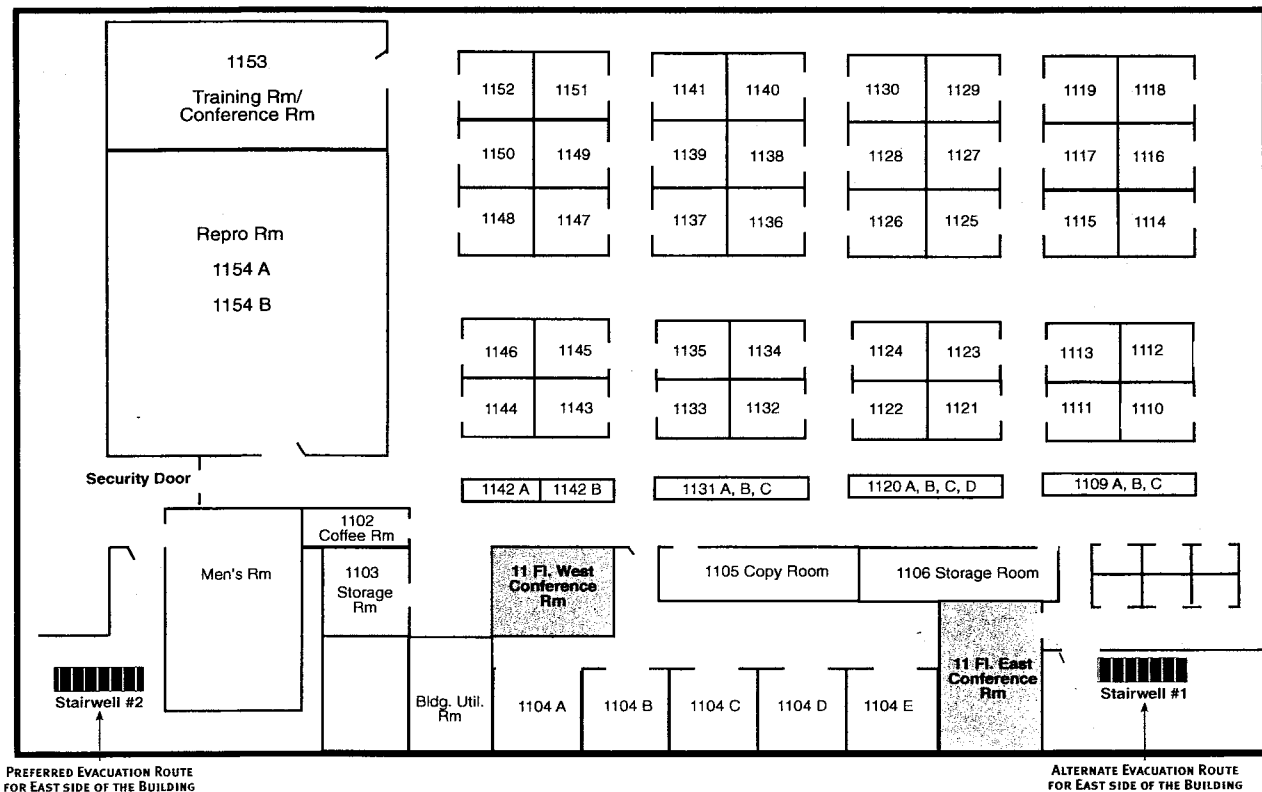 1153
Training Rm/
Conference Rm
1152 1151
1141 1140
1130 1129
1119 1118
1150 1149
1139 1138
1128 1127
1117 1116
1148 1147
1137 1136
1126 1125
1115 1114
Repro Rm
1154 A
1154 B
1146 1145
1135 1134
1124 1123
1113 1112
1144 1143
1133 1132
1122 1121
1111 1110
Security Door
1142 A 1142 B
1131 A, B, C
1120 A, B, C, D
1109 A, B, C
1102
Coffee Rm
Men's Rm
1103
Storage
Rm
11 Fl. West
Conference
Rm
1105 Copy Room
1106 Storage Room
11 Fl. East
Conference
Rm
Stairwell #2
Bldg. Util.
Rm
1104 A
1104 B
1104 C
1104 D
1104 E
Stairwell #1
PREFERRED EVACUATION ROUTE
FOR EAST SIDE OF THE BUILDING
ALTERNATE EVACUATION ROUTE
FOR EAST SIDE OF THE BUILDING